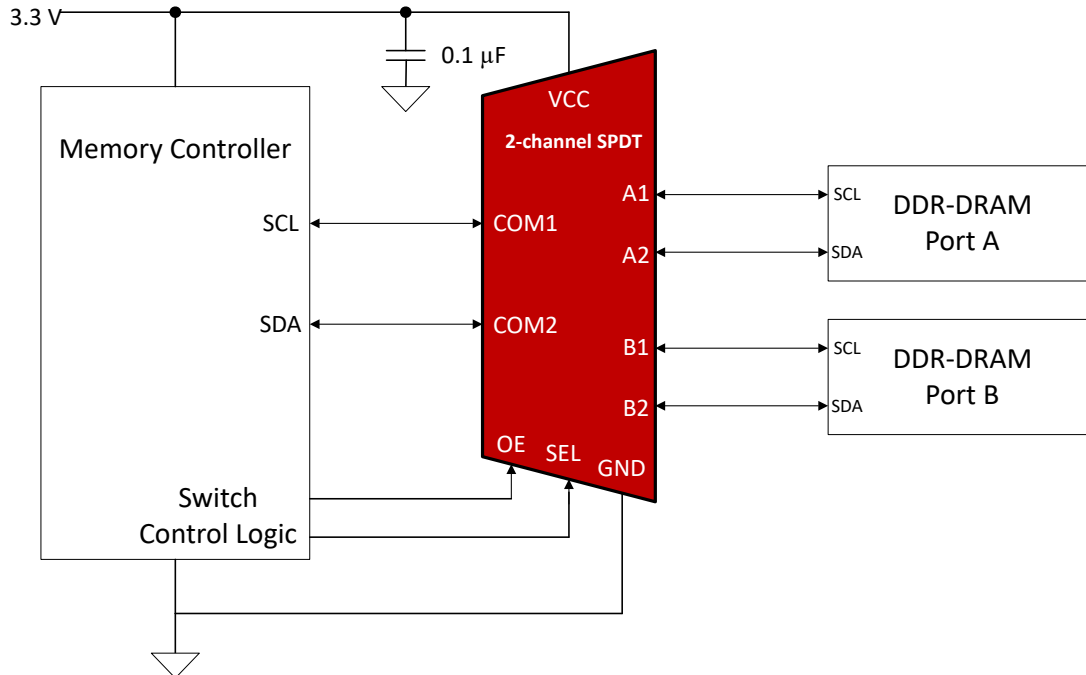 3.3 V
0.1 μF
VCC
2-channel SPDT
Memory Controller
SCL
COM1
SDA
COM2
A1
A2
B1
B2
SCL
SDA
DDR-DRAM
Port A
SCL
SDA
DDR-DRAM
Port B
OE
SEL
GND
Switch
Control Logic